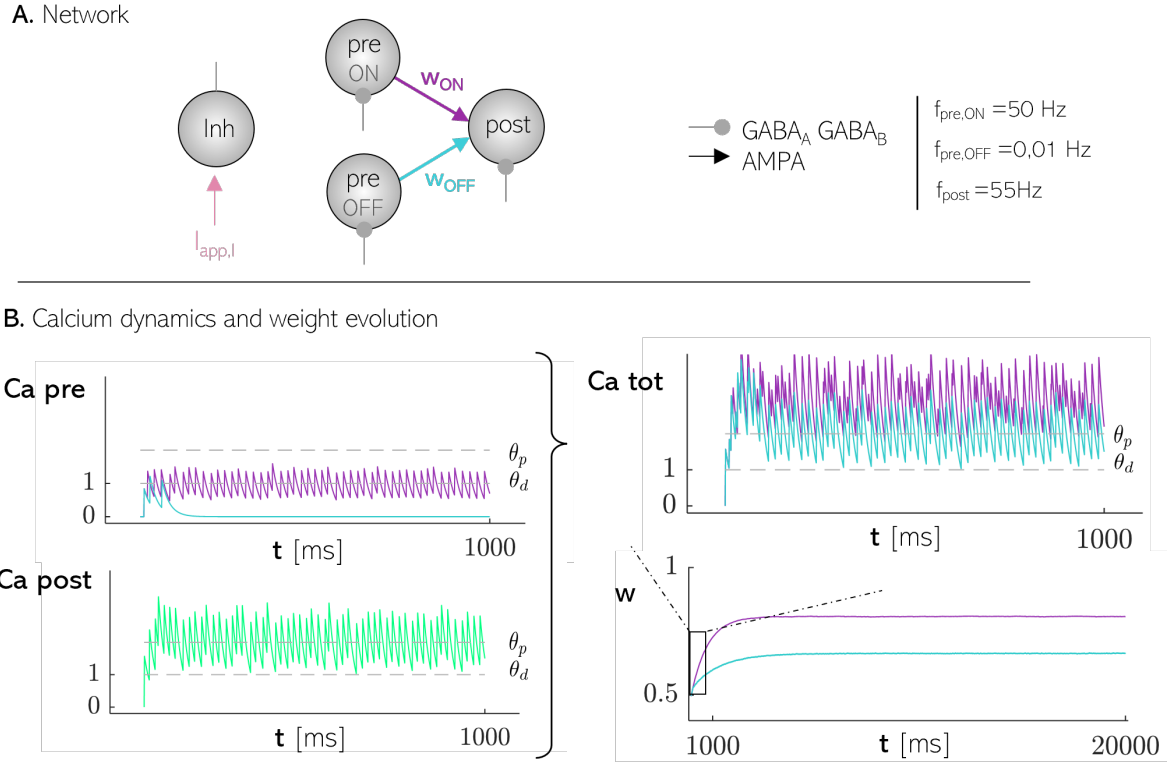 A. Network
pre
ON
w_ON
Inh
post
pre
OFF
w_OFF
I_app,I
GABA_A GABA_B
AMPA
f_pre,ON =50 Hz
f_pre,OFF =0,01 Hz
f_post =55Hz
B. Calcium dynamics and weight evolution
Ca pre
θ_p
θ_d
1
0
t [ms]
1000
Ca post
θ_p
θ_d
1
0
t [ms]
1000
Ca tot
θ_p
θ_d
1
0
t [ms]
1000
w
1
0.5
1000
t [ms]
20000